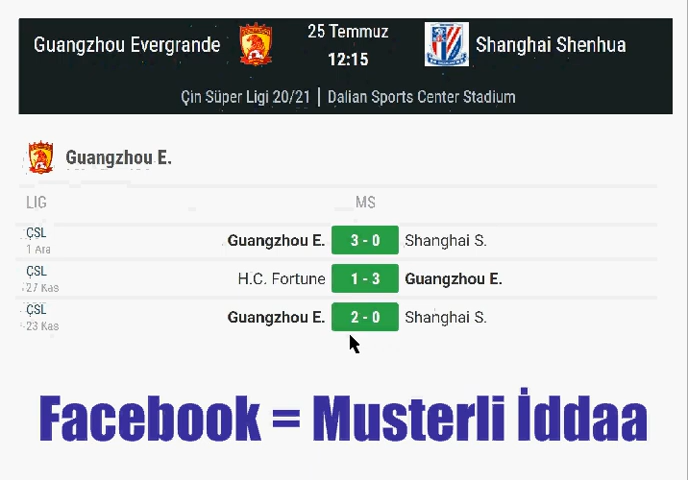 25 Temmuz
Guangzhou Evergrande
Shanghai Shenhua
12:15
Çin Süper Ligi 20/21 | Dalian Sports Center Stadium
Guangzhou E.
LIG MS
ÇSL Guangzhou E. 3 - 0 Shanghai S.
1 Ara
ÇSL H.C. Fortune 1 - 3 Guangzhou E.
27 Kas
ÇSL Guangzhou E. 2 - 0 Shanghai S.
23 Kas
Facebook = Musterli İddaa